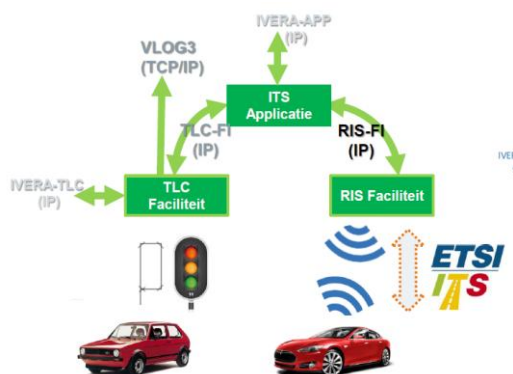 IVERA-APP
(IP)
VLOG3
(TCP/IP)
ITS
Applicatie
TLC-FI
(IP)
RIS-FI
(IP)
IVERA-TLC
(IP)
TLC
Faciliteit
RIS Faciliteit
IVE
ETSI
ITS